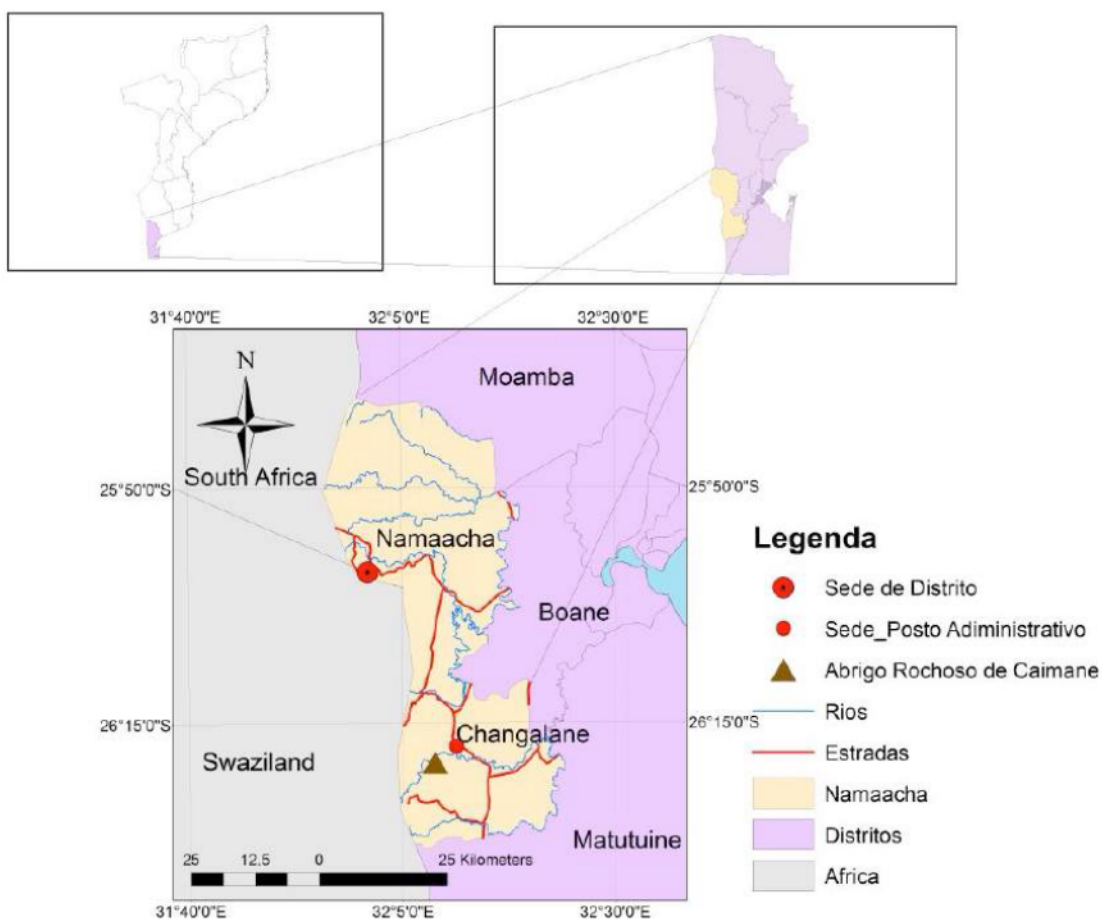 31°40'0"E 32°5'0"E 32°30'0"E
N
Moamba
South Africa
25°50'0"S 25°50'0"S
Namaacha
Boane
26°15'0"S 26°15'0"S
Changalane
Swaziland
Matutuine
25 12.5 0 25 Kilometers
31°40'0"E 32°5'0"E 32°30'0"E
Legenda
Sede de Distrito
Sede_Posto Adiministrativo
Abrigo Rochoso de Caimane
Rios
Estradas
Namaacha
Distritos
Africa